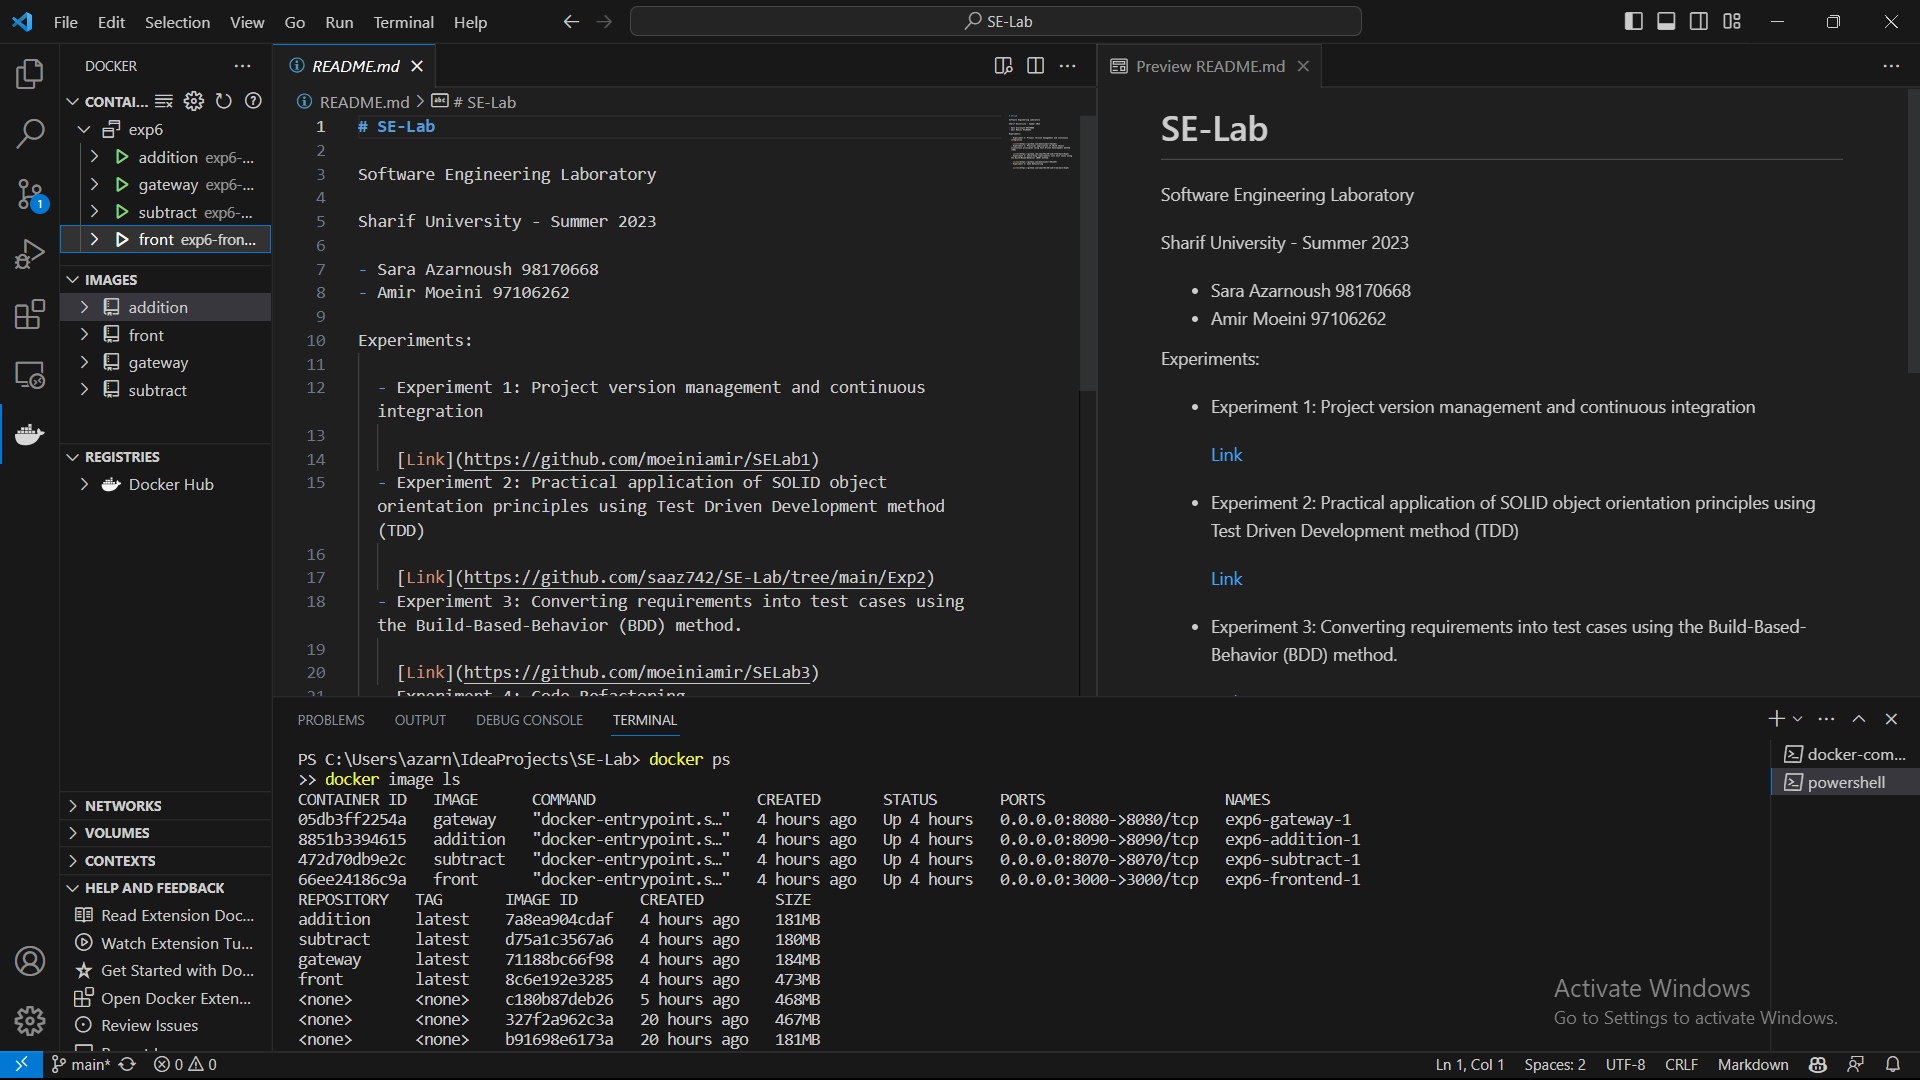 File Edit Selection View Go Run Terminal Help
SE-Lab
DOCKER
CONTAI...
exp6
addition exp6-...
gateway exp6-...
subtract exp6-...
front exp6-fron...
IMAGES
addition
front
gateway
subtract
REGISTRIES
Docker Hub
NETWORKS
VOLUMES
CONTEXTS
HELP AND FEEDBACK
Read Extension Doc...
Watch Extension Tu...
Get Started with Do...
Open Docker Exten...
Review Issues
1
README.md
README.md > # SE-Lab
1 # SE-Lab
2
3 Software Engineering Laboratory
4
5 Sharif University - Summer 2023
6
7 - Sara Azarnoush 98170668
8 - Amir Moeini 97106262
9
10 Experiments:
11
12 - Experiment 1: Project version management and continuous
integration
13
14 [Link](https://github.com/moeiniamir/SELab1)
15 - Experiment 2: Practical application of SOLID object
orientation principles using Test Driven Development method
(TDD)
16
17 [Link](https://github.com/saaz742/SE-Lab/tree/main/Exp2)
18 - Experiment 3: Converting requirements into test cases using
the Build-Based-Behavior (BDD) method.
19
20 [Link](https://github.com/moeiniamir/SELab3)
21 - Experiment 4: Code Refactoring
Preview README.md
SE-Lab
Software Engineering Laboratory
Sharif University - Summer 2023
• Sara Azarnoush 98170668
• Amir Moeini 97106262
Experiments:
• Experiment 1: Project version management and continuous integration
Link
• Experiment 2: Practical application of SOLID object orientation principles using
Test Driven Development method (TDD)
Link
• Experiment 3: Converting requirements into test cases using the Build-Based-
Behavior (BDD) method.
PROBLEMS OUTPUT DEBUG CONSOLE TERMINAL
PS C:\Users\azarn\IdeaProjects\SE-Lab> docker ps
>> docker image ls
CONTAINER ID IMAGE COMMAND CREATED STATUS PORTS NAMES
05db3ff2254a gateway "docker-entrypoint.s…" 4 hours ago Up 4 hours 0.0.0.0:8080->8080/tcp exp6-gateway-1
8851b3394615 addition "docker-entrypoint.s…" 4 hours ago Up 4 hours 0.0.0.0:8090->8090/tcp exp6-addition-1
472d70db9e2c subtract "docker-entrypoint.s…" 4 hours ago Up 4 hours 0.0.0.0:8070->8070/tcp exp6-subtract-1
66ee24186c9a front "docker-entrypoint.s…" 4 hours ago Up 4 hours 0.0.0.0:3000->3000/tcp exp6-frontend-1
REPOSITORY TAG IMAGE ID CREATED SIZE
addition latest 7a8ea904cdaf 4 hours ago 181MB
subtract latest d75a1c3567a6 4 hours ago 180MB
gateway latest 71188bc66f98 4 hours ago 184MB
front latest 8c6e192e3285 4 hours ago 473MB
<none> <none> c180b87deb26 5 hours ago 468MB
<none> <none> 327f2a962c3a 20 hours ago 467MB
<none> <none> b91698e6173a 20 hours ago 181MB
docker-com...
powershell
Activate Windows
Go to Settings to activate Windows.
main* 0 0
Ln 1, Col 1 Spaces: 2 UTF-8 CRLF Markdown